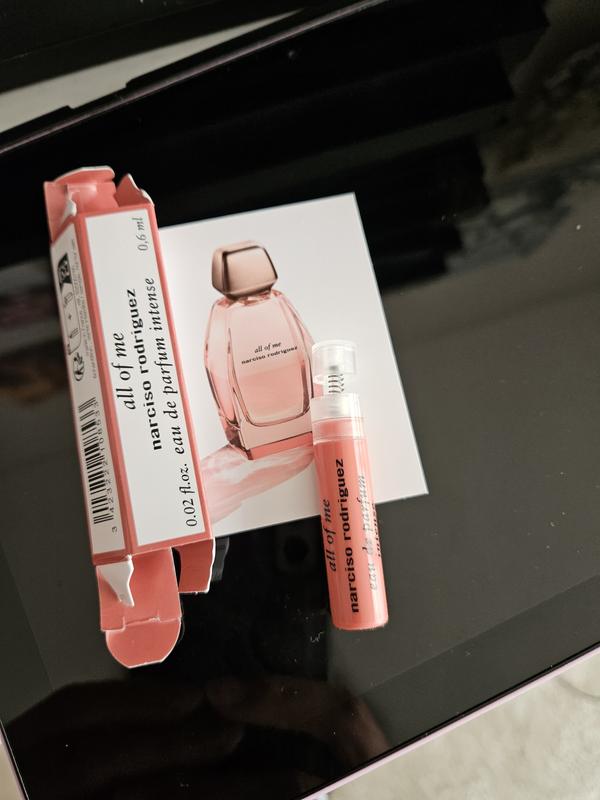 all of me
narciso rodriguez
eau de parfum intense
0.02 fl.oz.
0,6 ml
all of me
narciso rodriguez
all of me
narciso rodriguez
eau de parfum